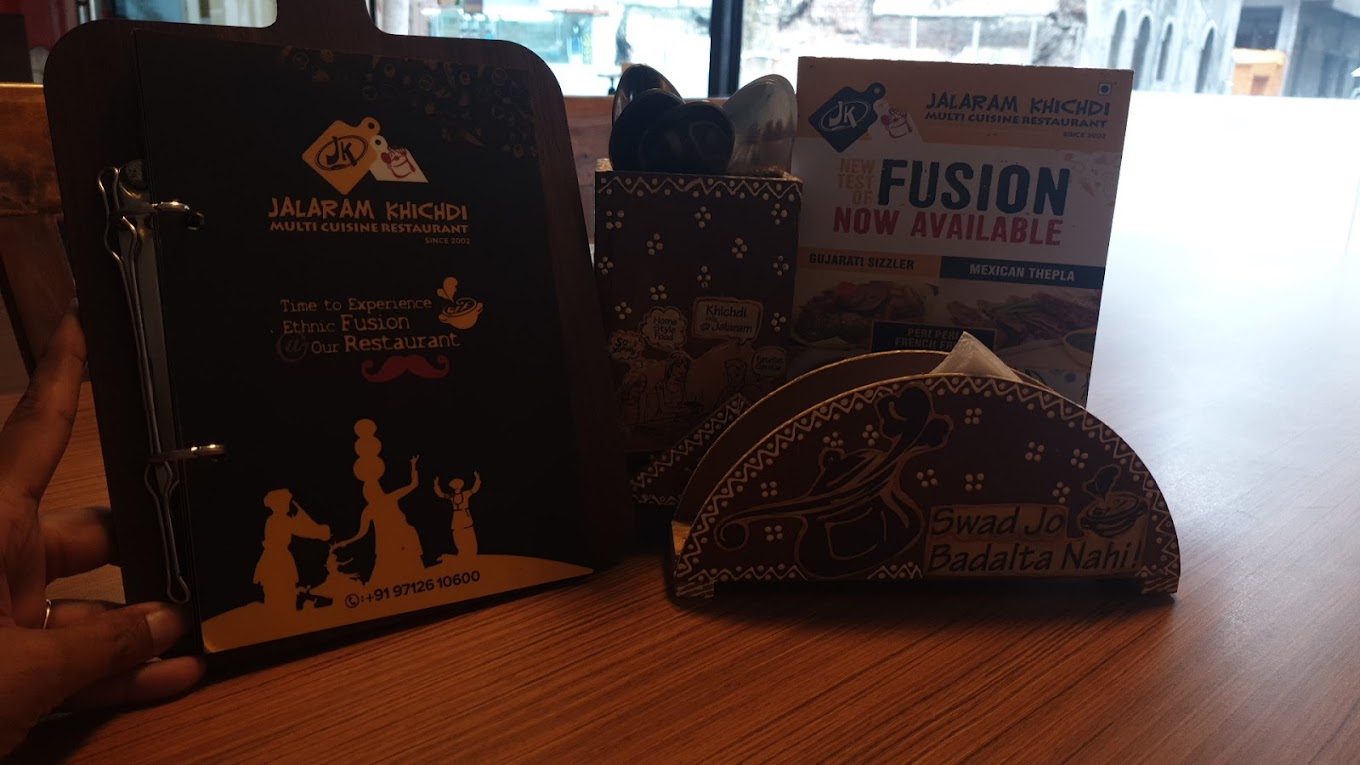 JK
JALARAM KHICHDI
MULTI CUISINE RESTAURANT
SINCE 2002
Time to Experience
Ethnic Fusion
@ Our Restaurant
+91 97126 10600
Khichdi
@ Jalaram
Home
Style
Food
JK
JALARAM KHICHDI
MULTI CUISINE RESTAURANT
SINCE 2002
NEW
TEST
OF
FUSION
NOW AVAILABLE
GUJARATI SIZZLER
MEXICAN THEPLA
PERI PERI
FRENCH
Swad Jo
Badalta Nahi!